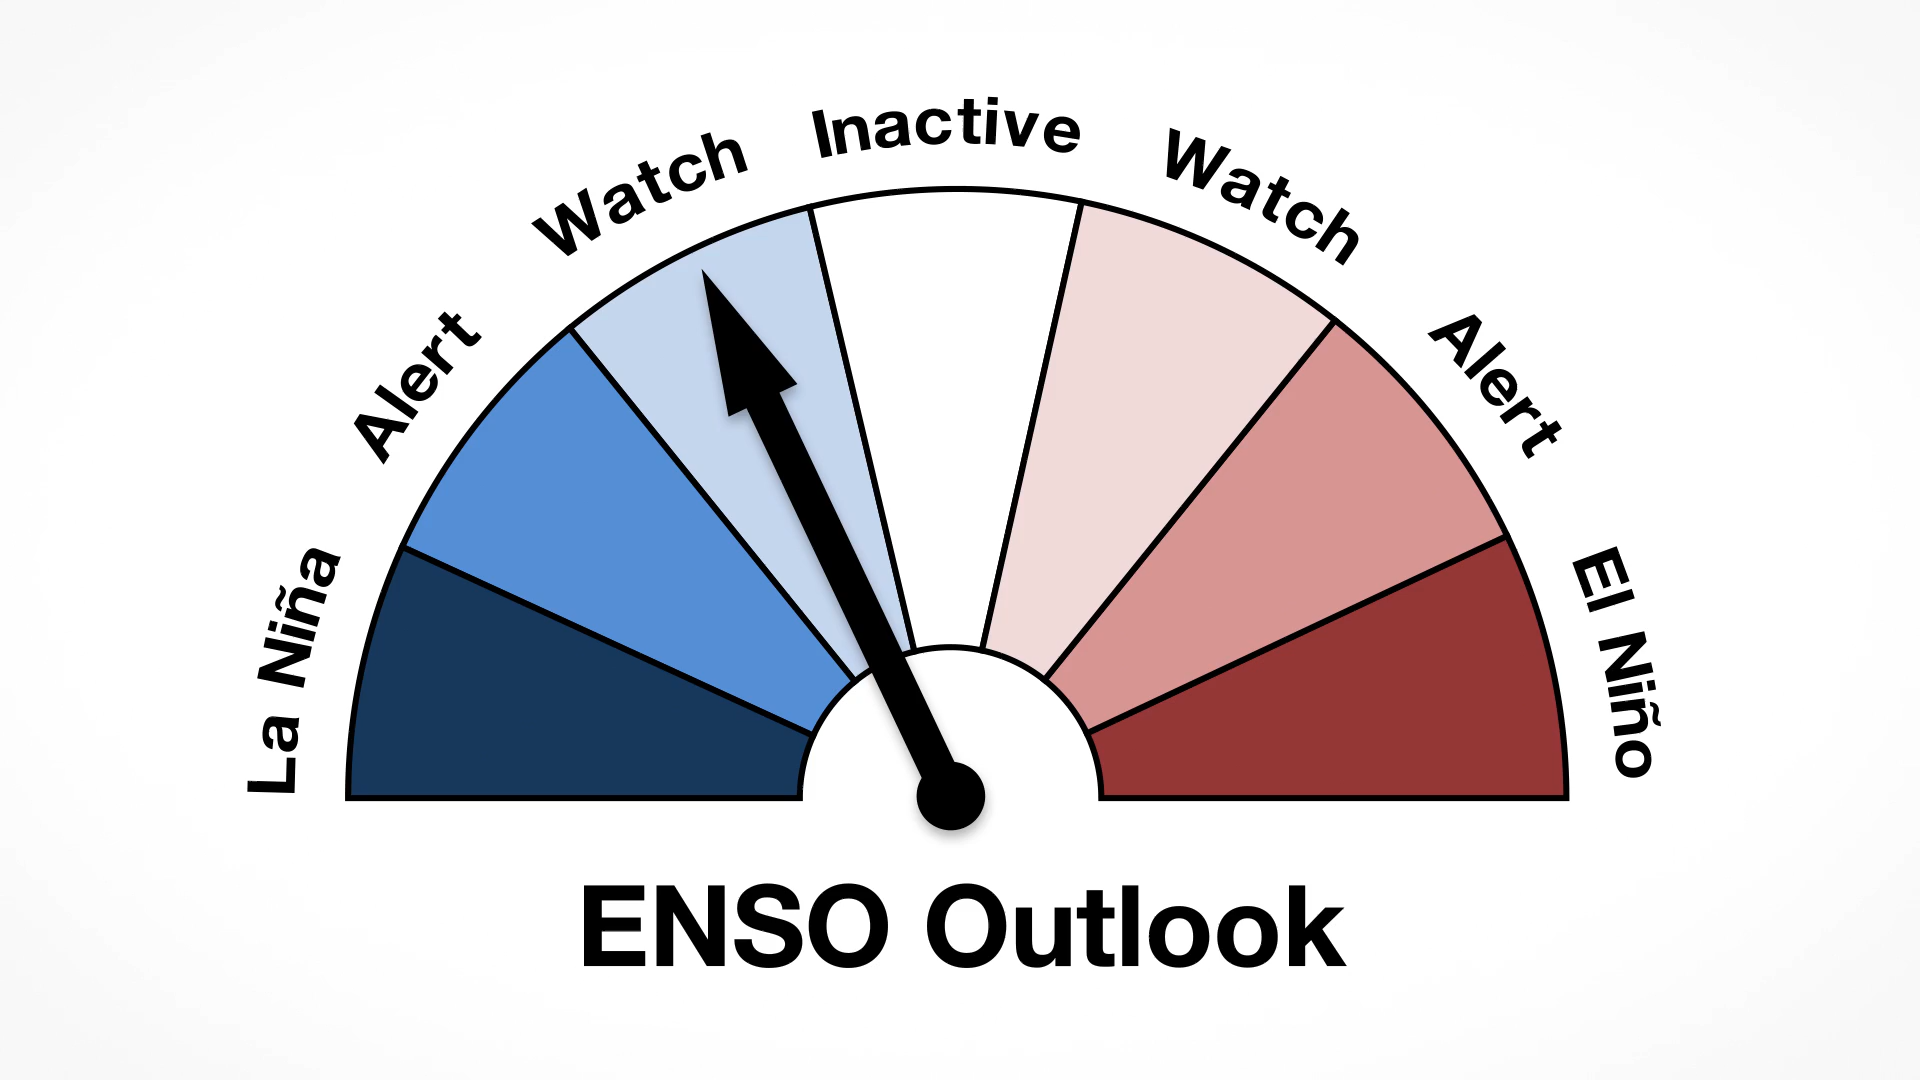 La Niña
Alert
Watch
Inactive
Watch
Alert
El Niño
ENSO Outlook